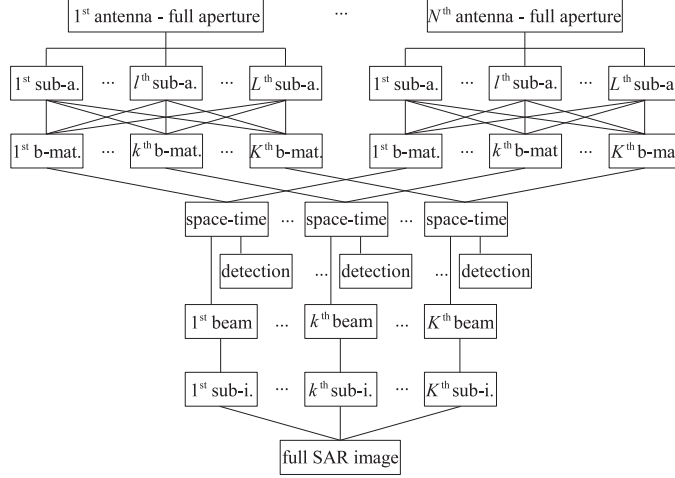 1st antenna - full aperture ... Nth antenna - full aperture
1st sub-a. ... lth sub-a. ... Lth sub-a. 1st sub-a. ... lth sub-a. ... Lth sub-a
1st b-mat. ... kth b-mat. ... Kth b-mat. 1st b-mat. ... kth b-mat ... Kth b-mat
space-time ... space-time ... space-time
detection ... detection ... detection
1st beam ... kth beam ... Kth beam
1st sub-i. ... kth sub-i. ... Kth sub-i.
full SAR image